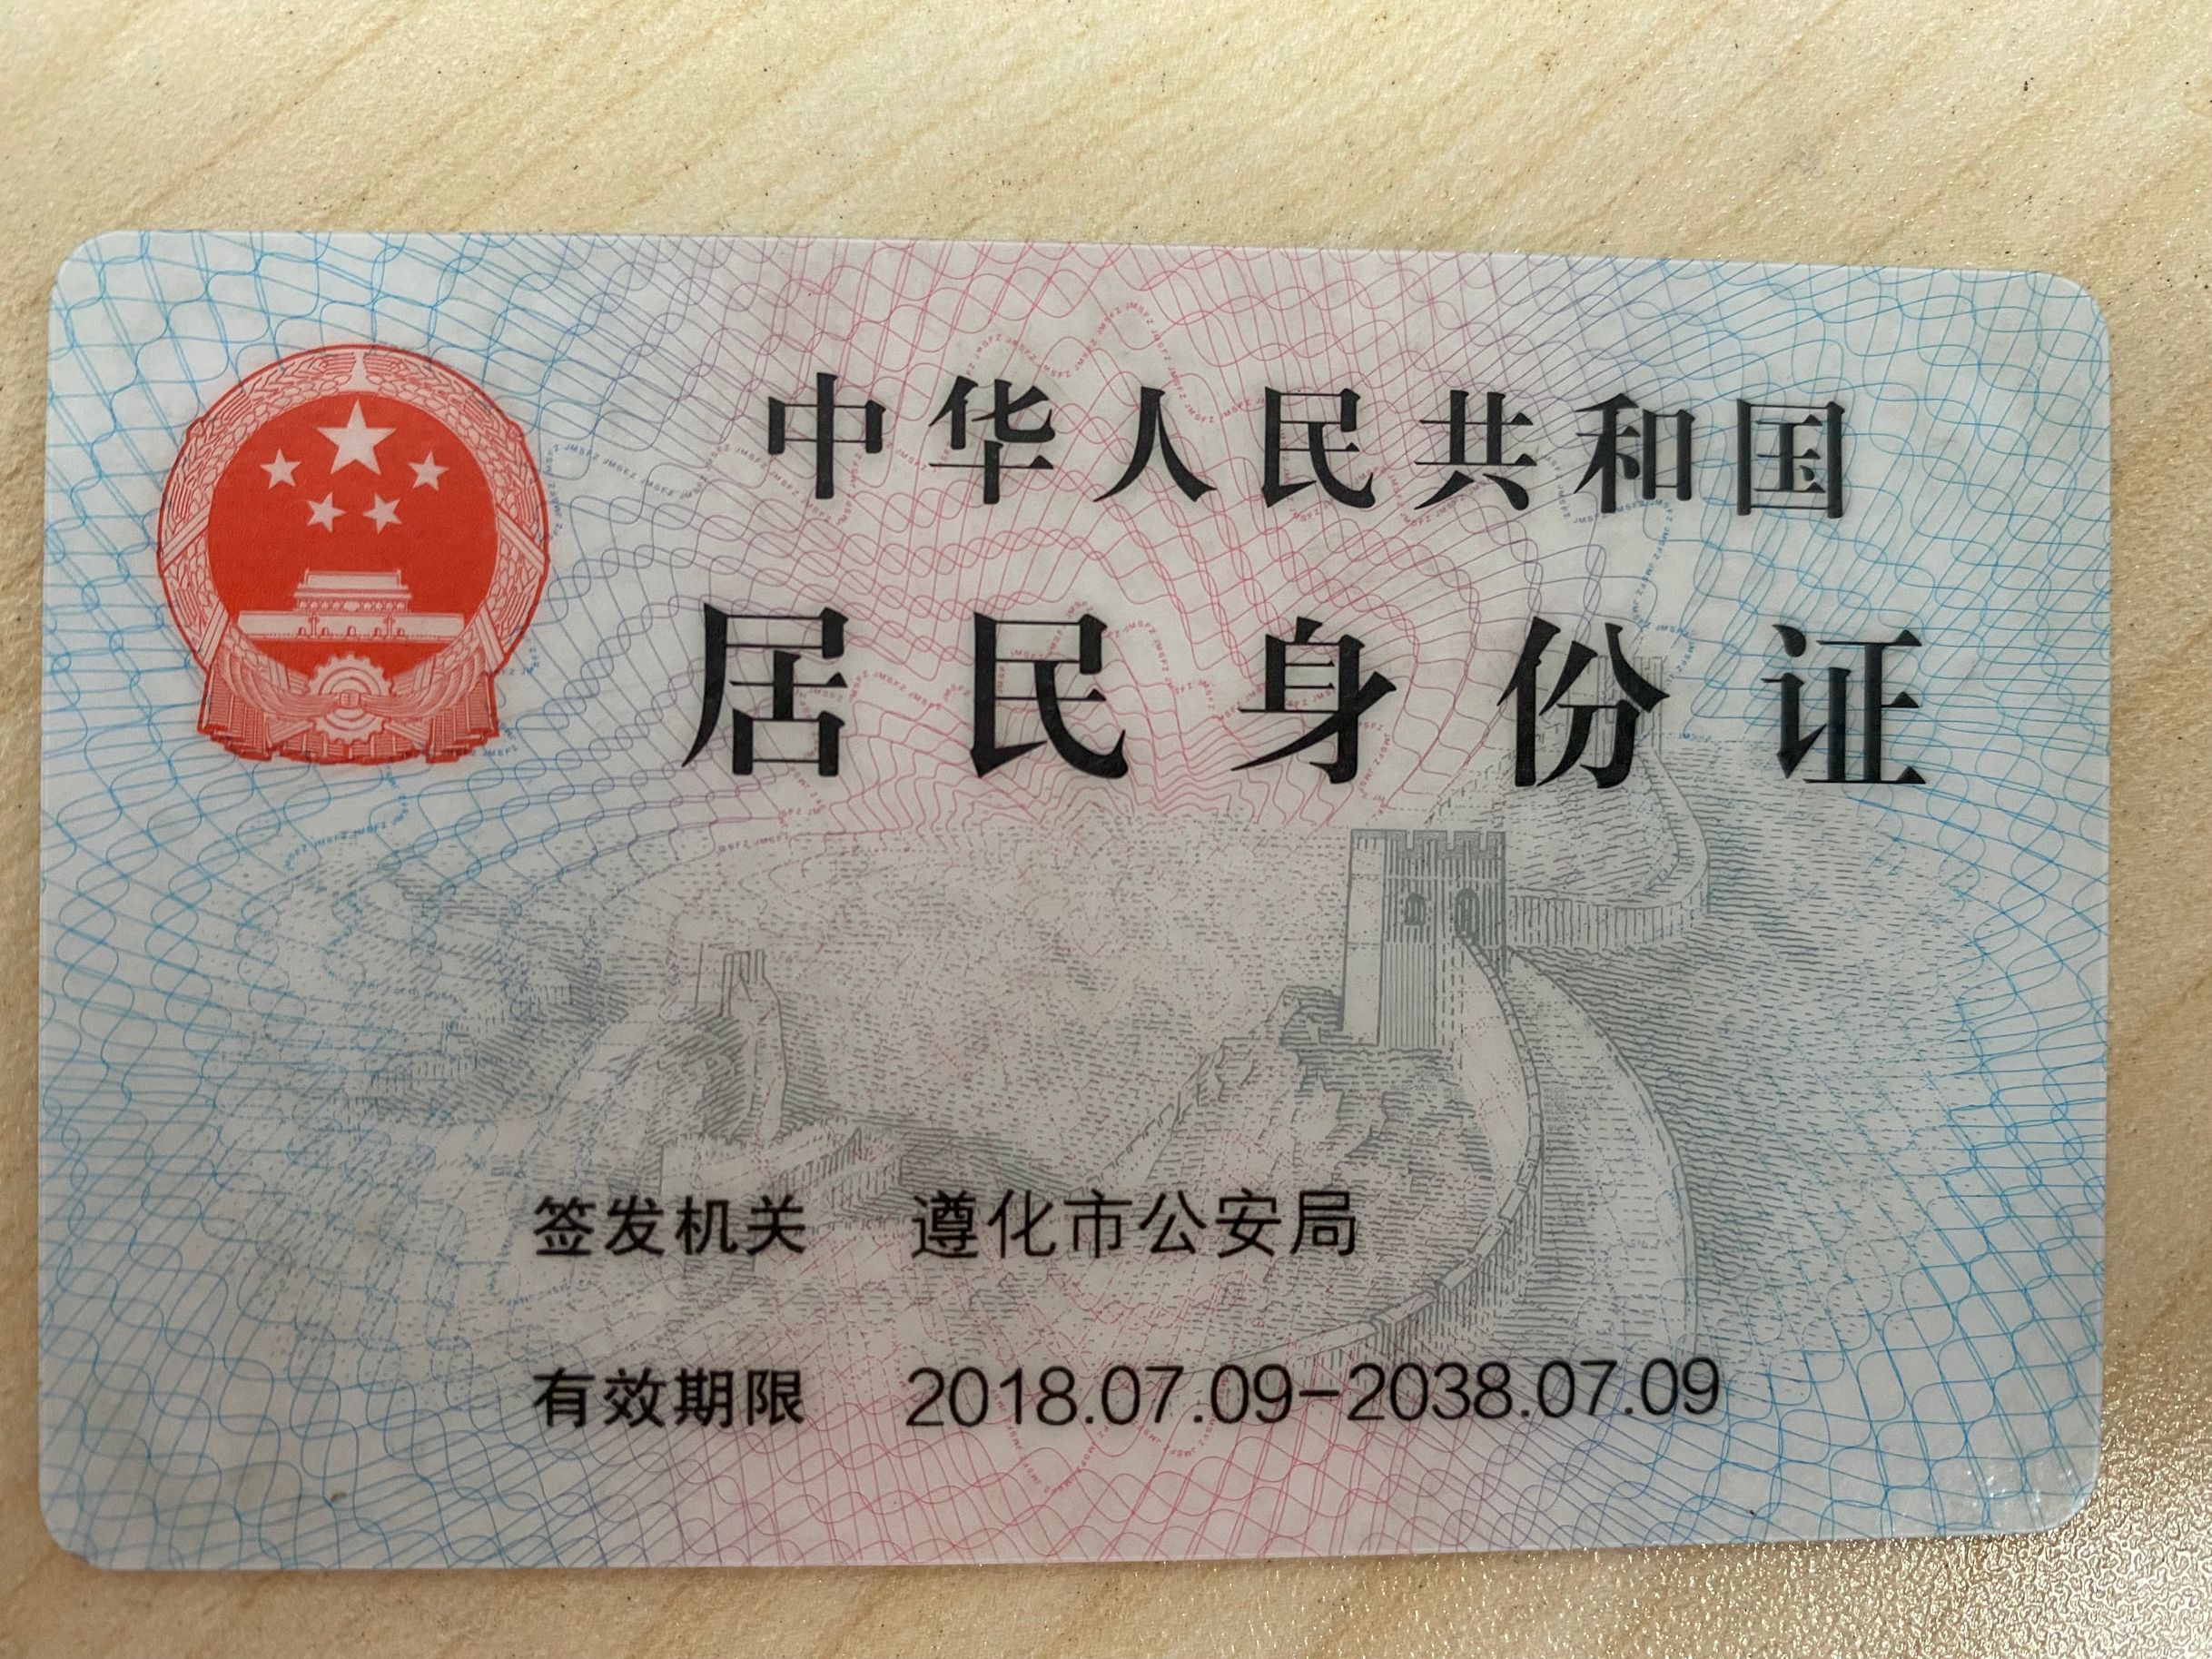 中华人民共和国
居民身份证
签发机关 遵化市公安局
有效期限 2018.07.09-2038.07.09